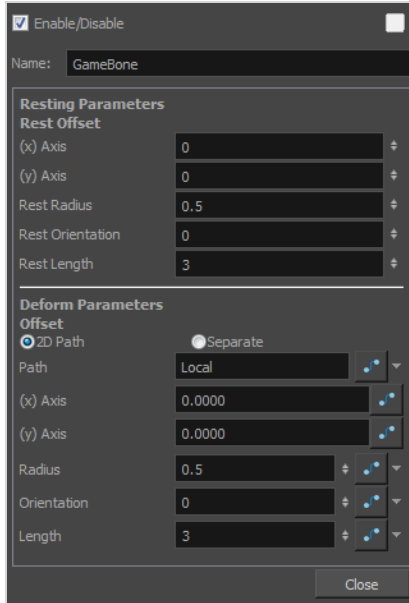 Enable/Disable
Name: GameBone
Resting Parameters
Rest Offset
(x) Axis 0
(y) Axis 0
Rest Radius 0.5
Rest Orientation 0
Rest Length 3
Deform Parameters
Offset
2D Path Separate
Path Local
(x) Axis 0.0000
(y) Axis 0.0000
Radius 0.5
Orientation 0
Length 3
Close